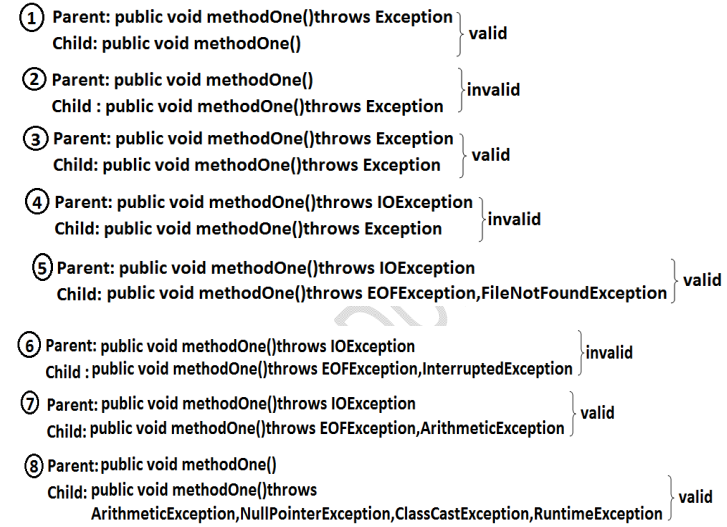 1 Parent: public void methodOne()throws Exception
Child: public void methodOne()
valid
2 Parent: public void methodOne()
Child : public void methodOne()throws Exception
invalid
3 Parent: public void methodOne()throws Exception
Child: public void methodOne()throws Exception
valid
4 Parent: public void methodOne()throws IOException
Child: public void methodOne()throws Exception
invalid
5 Parent: public void methodOne()throws IOException
Child: public void methodOne()throws EOFException,FileNotFoundException
valid
6 Parent: public void methodOne()throws IOException
Child : public void methodOne()throws EOFException,InterruptedException
invalid
7 Parent: public void methodOne()throws IOException
Child: public void methodOne()throws EOFException,ArithmeticException
valid
8 Parent: public void methodOne()
Child: public void methodOne()throws
ArithmeticException,NullPointerException,ClassCastException,RuntimeException
valid